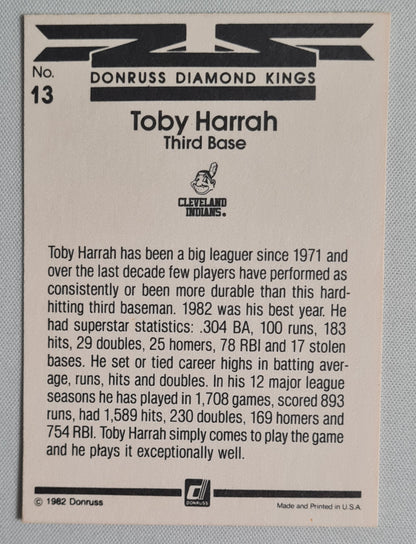 No.
13
DONRUSS DIAMOND KINGS
Toby Harrah
Third Base
CLEVELAND
INDIANS®
Toby Harrah has been a big leaguer since 1971 and
over the last decade few players have performed as
consistently or been more durable than this hard-
hitting third baseman. 1982 was his best year. He
had superstar statistics: .304 BA, 100 runs, 183
hits, 29 doubles, 25 homers, 78 RBI and 17 stolen
bases. He set or tied career highs in batting aver-
age, runs, hits and doubles. In his 12 major league
seasons he has played in 1,708 games, scored 893
runs, had 1,589 hits, 230 doubles, 169 homers and
754 RBI. Toby Harrah simply comes to play the game
and he plays it exceptionally well.
© 1982 Donruss
d
DONRUSS
Made and Printed in U.S.A.